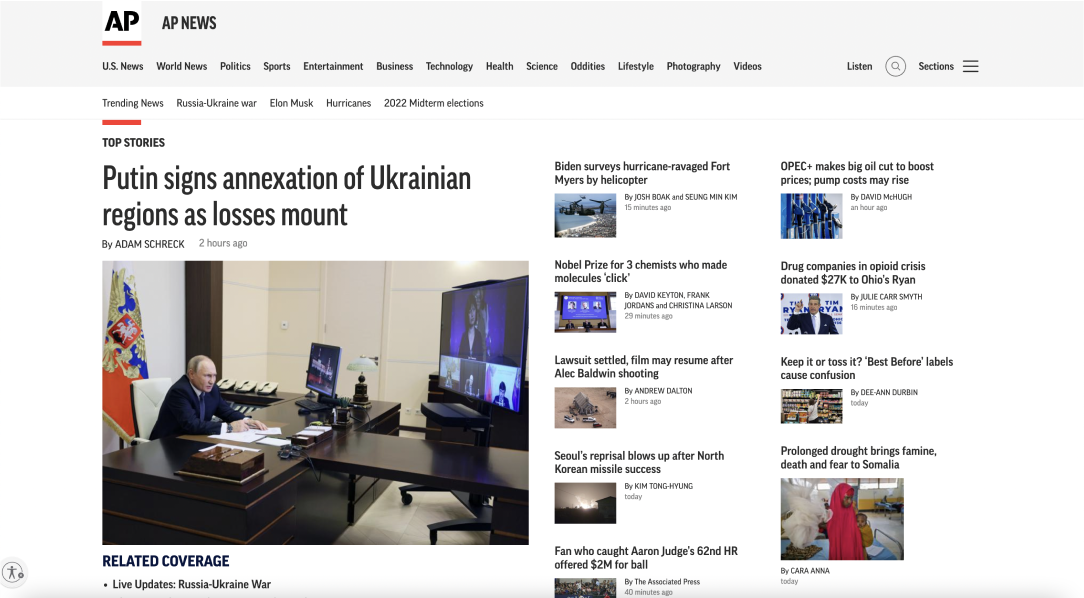 AP
AP NEWS
U.S. News World News Politics Sports Entertainment Business Technology Health Science Oddities Lifestyle Photography Videos Listen Sections
Trending News Russia-Ukraine war Elon Musk Hurricanes 2022 Midterm elections
TOP STORIES
Putin signs annexation of Ukrainian
regions as losses mount
By ADAM SCHRECK 2 hours ago
RELATED COVERAGE
• Live Updates: Russia-Ukraine War
Biden surveys hurricane-ravaged Fort
Myers by helicopter
By JOSH BOAK and SEUNG MIN KIM
15 minutes ago
Nobel Prize for 3 chemists who made
molecules ‘click’
By DAVID KEYTON, FRANK
JORDANS and CHRISTINA LARSON
29 minutes ago
Lawsuit settled, film may resume after
Alec Baldwin shooting
By ANDREW DALTON
2 hours ago
Seoul’s reprisal blows up after North
Korean missile success
By KIM TONG-HYUNG
today
Fan who caught Aaron Judge’s 62nd HR
offered $2M for ball
By The Associated Press
40 minutes ago
OPEC+ makes big oil cut to boost
prices; pump costs may rise
By DAVID McHUGH
an hour ago
Drug companies in opioid crisis
donated $27K to Ohio’s Ryan
TIM
RYAN
By JULIE CARR SMYTH
16 minutes ago
Keep it or toss it? ‘Best Before’ labels
cause confusion
By DEE-ANN DURBIN
today
Prolonged drought brings famine,
death and fear to Somalia
By CARA ANNA
today